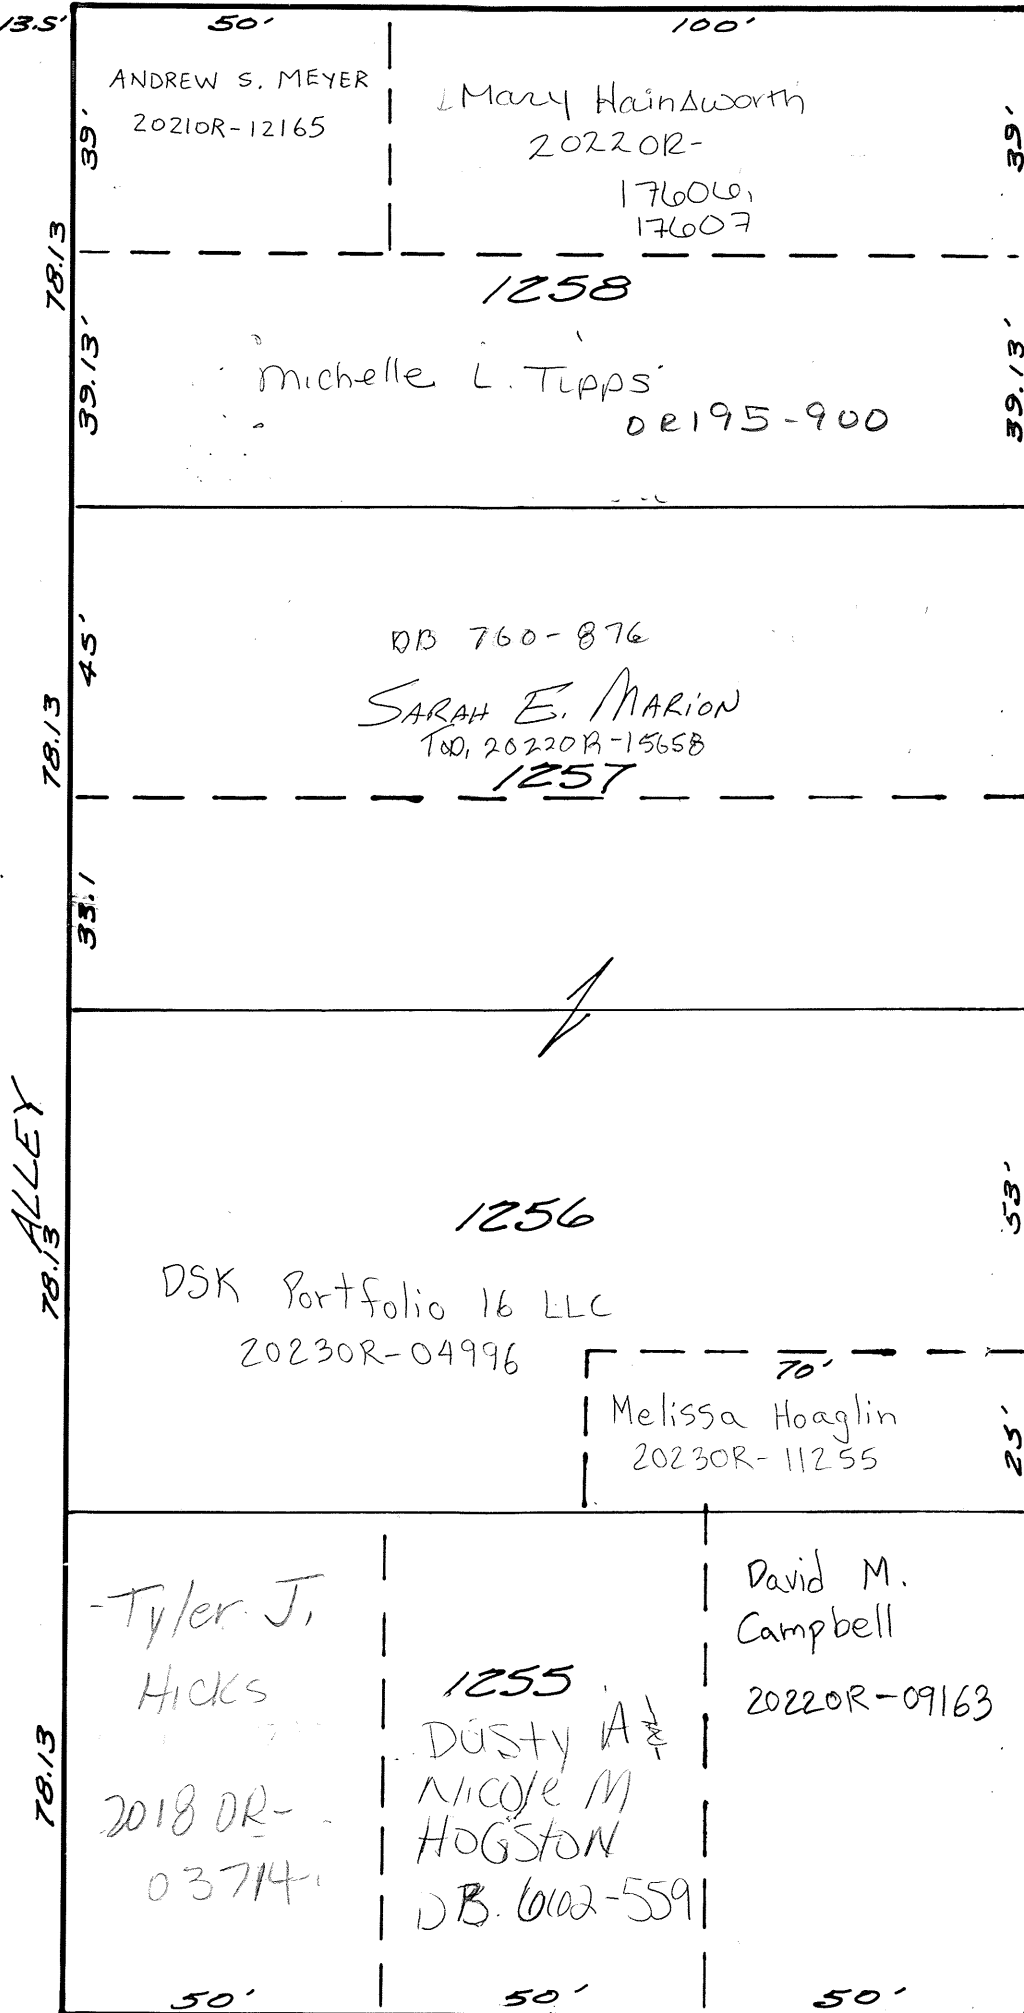 13.5'
50'
100'
ANDREW S. MEYER
2021OR-12165
Mary Hainsworth
2022OR-
17606,
17607
39'
39'
78.13
1258
39.13'
Michelle L. Tipps
OR195-900
39.13'
45'
DB 760-876
SARAH E. MARION
TOD, 2022OR-15658
78.13
1257
33.1
ALLEY
78.13
1256
53'
DSK Portfolio 16 LLC
2023OR-04996
70'
Melissa Hoaglin
2023OR-11255
25'
Tyler J.
Hicks
2018 OR-
03714
1255
Dusty A &
Nicole M
HOGSTON
DB. 602-559
David M.
Campbell
2022OR-09163
78.13
50'
50'
50'